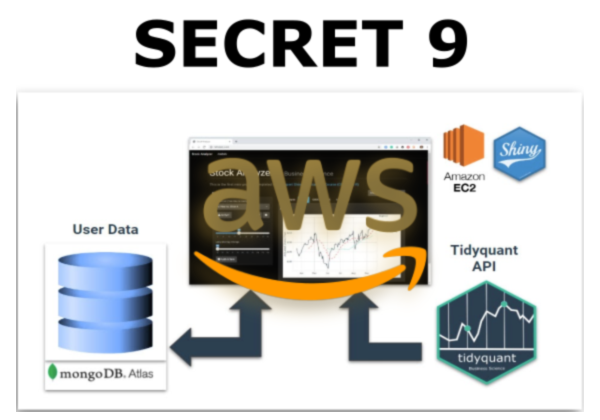 SECRET 9
Stock Analyzer
aws
Amazon
EC2
Shiny
User Data
mongoDB. Atlas
Tidyquant
API
tidyquant
Business Science